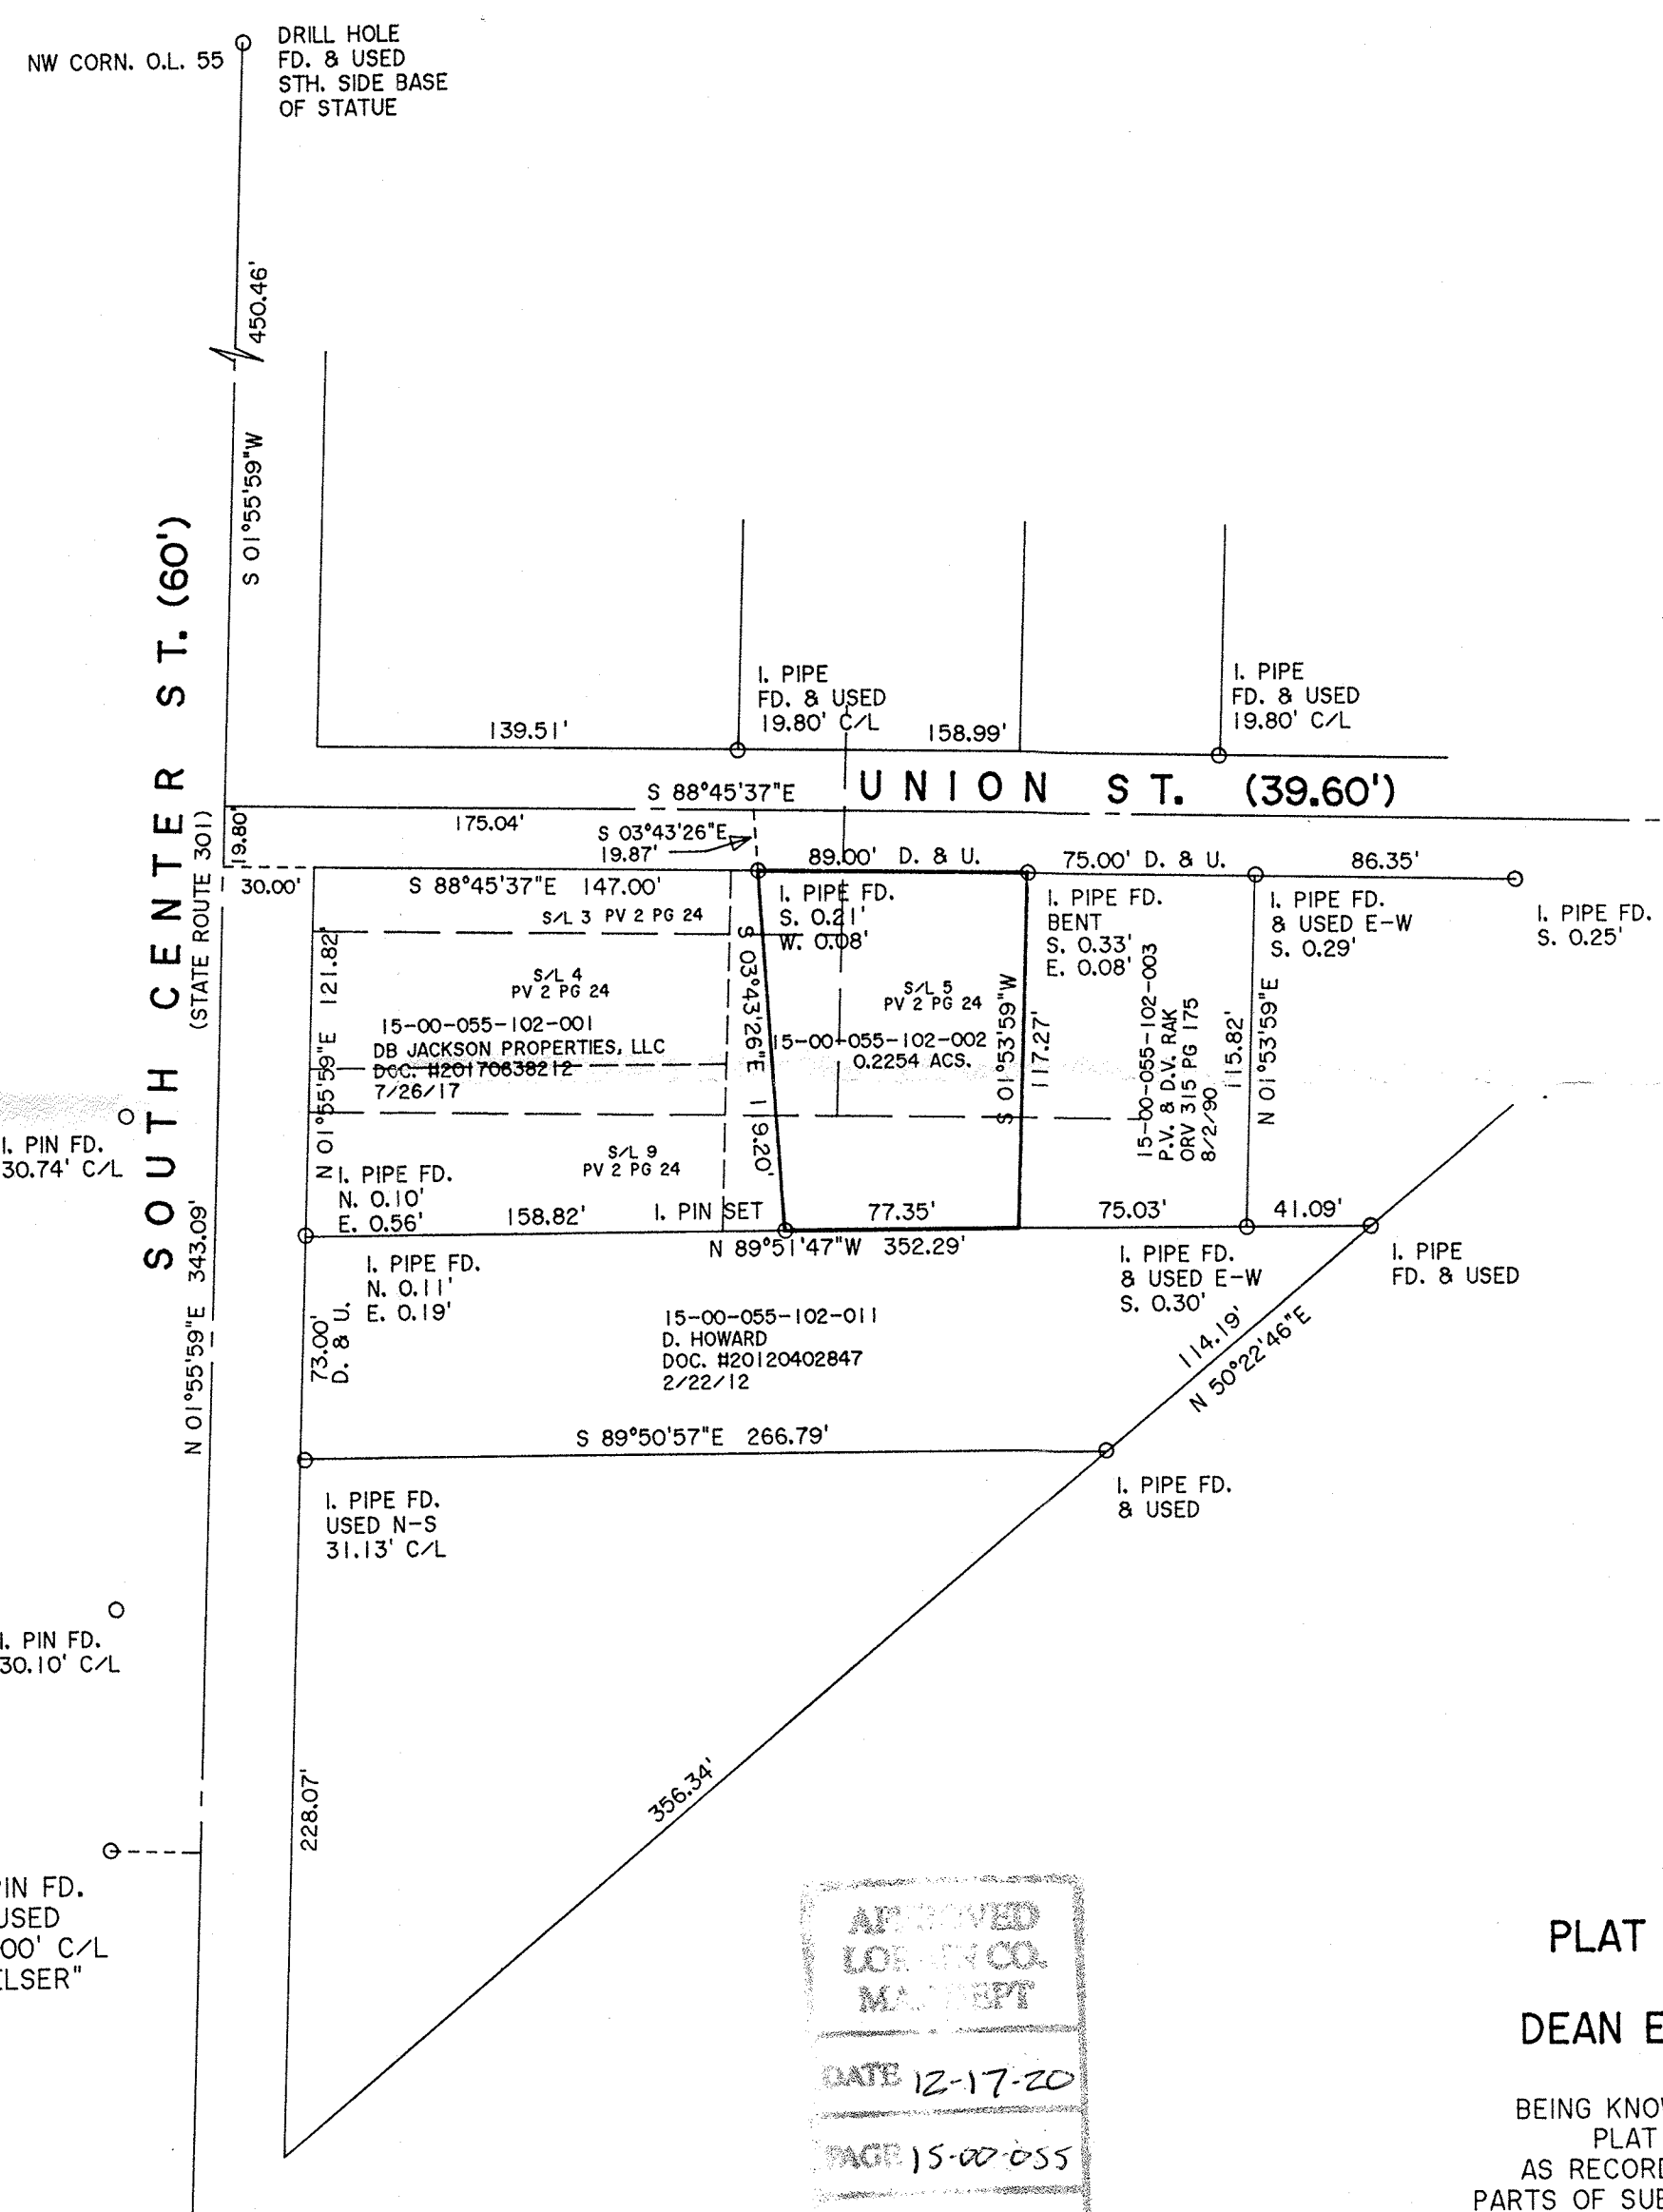 DRILL HOLE
FD. & USED
STH. SIDE BASE
OF STATUE
NW CORN. O.L. 55
450.46'
S 01°55'59"W
SOUTH CENTER ST. (60')
(STATE ROUTE 301)
I. PIPE
FD. & USED
19.80' C/L
I. PIPE
FD. & USED
19.80' C/L
139.51'
158.99'
UNION ST. (39.60')
S 88°45'37"E
175.04'
19.80'
S 03°43'26"E
19.87'
89.00' D. & U.
75.00' D. & U.
86.35'
30.00'
S 88°45'37"E 147.00'
S/L 3 PV 2 PG 24
I. PIPE FD.
S. 0.21'
W. 0.08'
I. PIPE FD.
BENT
S. 0.33'
E. 0.08'
I. PIPE FD.
& USED E-W
S. 0.29'
I. PIPE FD.
S. 0.25'
N 01°55'59"E 121.82'
S/L 4
PV 2 PG 24
15-00-055-102-001
DB JACKSON PROPERTIES, LLC
DOC. #20170638212
7/26/17
S 03°43'26"E 119.20'
S/L 5
PV 2 PG 24
15-00-055-102-002
0.2254 ACS.
S 01°53'59"W
117.27'
15-00-055-102-003
P.V. & D.V. RAK
ORV 315 PG 175
8/2/90
115.82'
N 01°53'59"E
S/L 9
PV 2 PG 24
I. PIN FD.
30.74' C/L
I. PIPE FD.
N. 0.10'
E. 0.56'
158.82'
I. PIN SET
77.35'
75.03'
41.09'
N 89°51'47"W 352.29'
N 01°55'59"E 343.09'
I. PIPE FD.
N. 0.11'
E. 0.19'
73.00'
D. & U.
15-00-055-102-011
D. HOWARD
DOC. #20120402847
2/22/12
I. PIPE FD.
& USED E-W
S. 0.30'
I. PIPE
FD. & USED
114.19'
N 50°22'46"E
S 89°50'57"E 266.79'
I. PIPE FD.
USED N-S
31.13' C/L
I. PIPE FD.
& USED
I. PIN FD.
30.10' C/L
228.07'
356.34'
PIN FD.
USED
00' C/L
ELSER"
APPROVED
LORAIN CO.
MAP DEPT
DATE 12-17-20
PAGE 15-00-055
PLAT
DEAN E
BEING KNO
PLAT
AS RECOR
PARTS OF SU